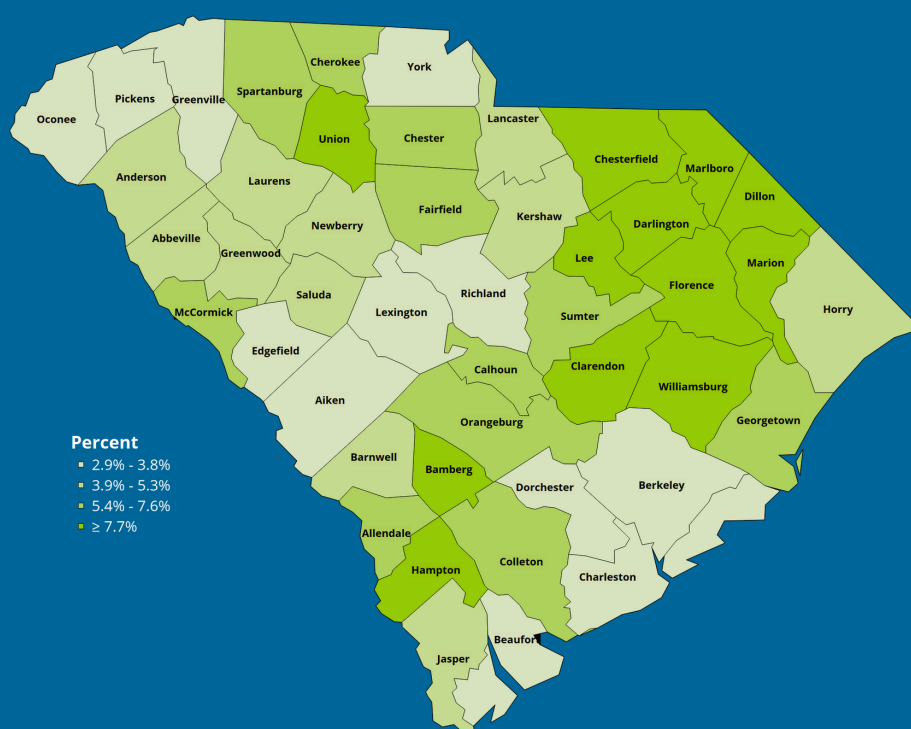 Cherokee
York
Spartanburg
Pickens
Greenville
Oconee
Lancaster
Union
Chester
Chesterfield
Marlboro
Anderson
Laurens
Dillon
Fairfield
Kershaw
Darlington
Newberry
Abbeville
Greenwood
Lee
Marion
Florence
Saluda
Richland
Horry
McCormick
Lexington
Sumter
Edgefield
Calhoun
Clarendon
Williamsburg
Aiken
Orangeburg
Georgetown
Percent
2.9% - 3.8%
3.9% - 5.3%
5.4% - 7.6%
≥ 7.7%
Barnwell
Bamberg
Dorchester
Berkeley
Allendale
Colleton
Hampton
Charleston
Beaufort
Jasper